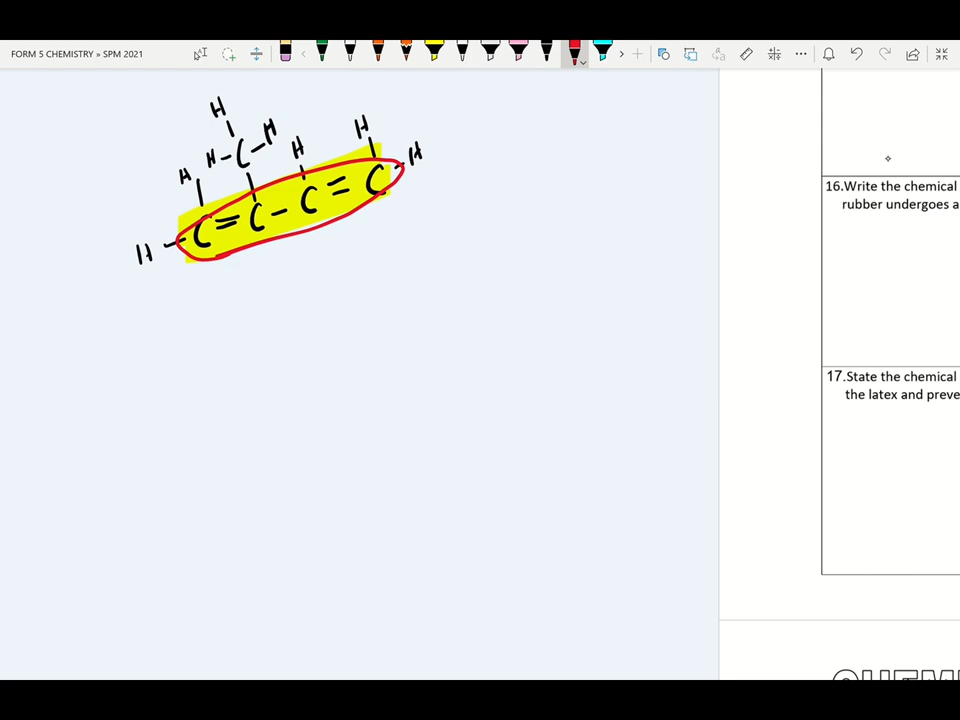 FORM 5 CHEMISTRY » SPM 2021
H
H
H - C - H
H
H
H - C = C - C = C - H
H
16.Write the chemical
rubber undergoes a
17.State the chemical
the latex and preve